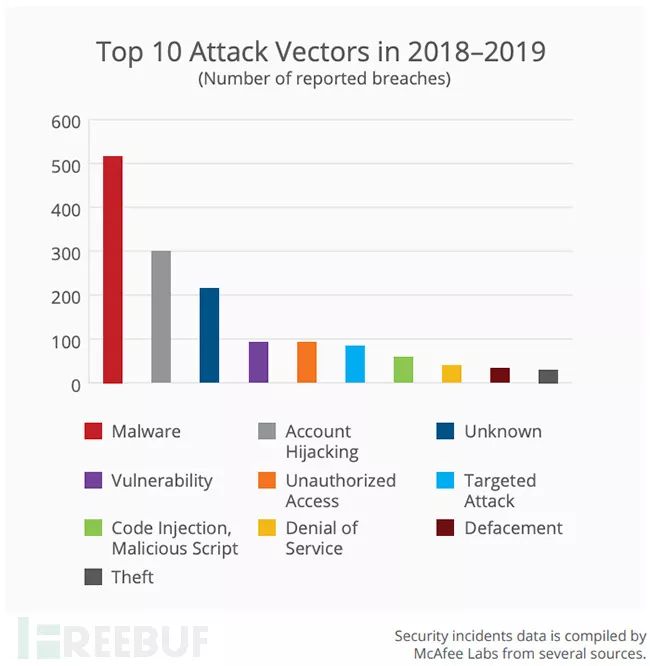 Top 10 Attack Vectors in 2018–2019
(Number of reported breaches)
600
500
400
300
200
100
0
Malware
Account
Hijacking
Unknown
Vulnerability
Unauthorized
Access
Targeted
Attack
Code Injection,
Malicious Script
Denial of
Service
Defacement
Theft
FREEBUF
Security incidents data is compiled by
McAfee Labs from several sources.